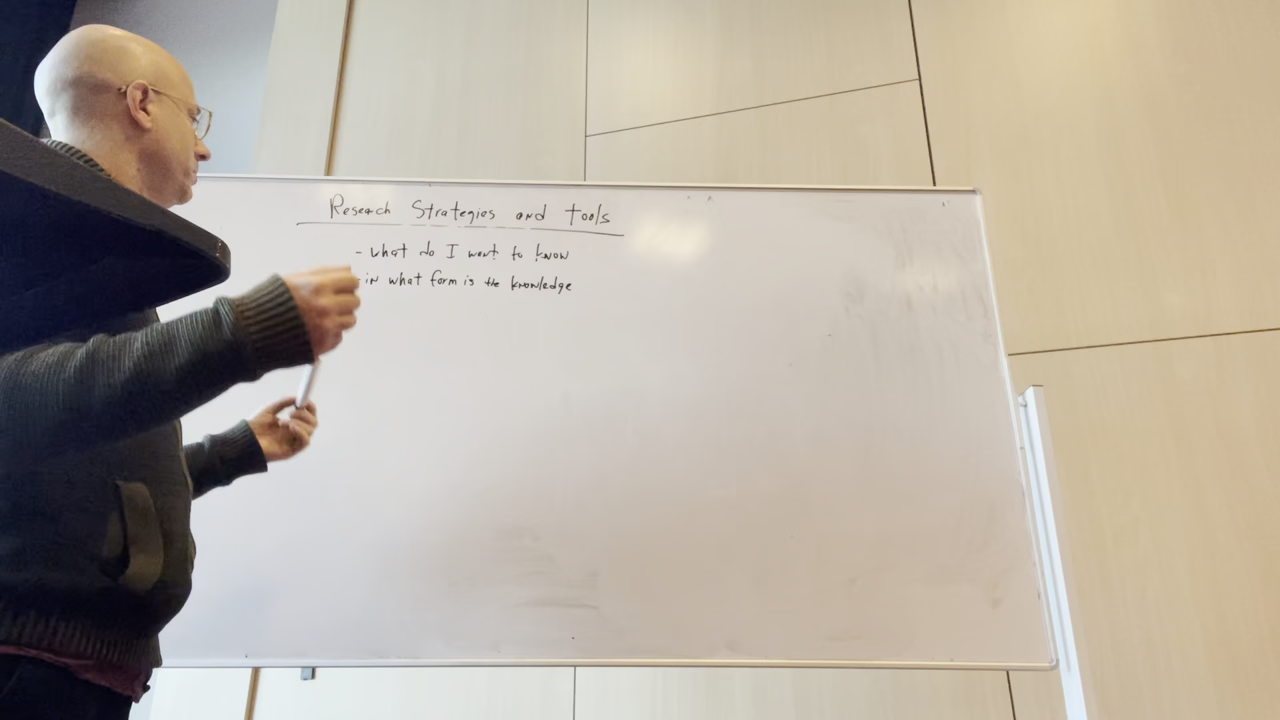 Research Strategies and tools
- what do I want to know
- in what form is the knowledge